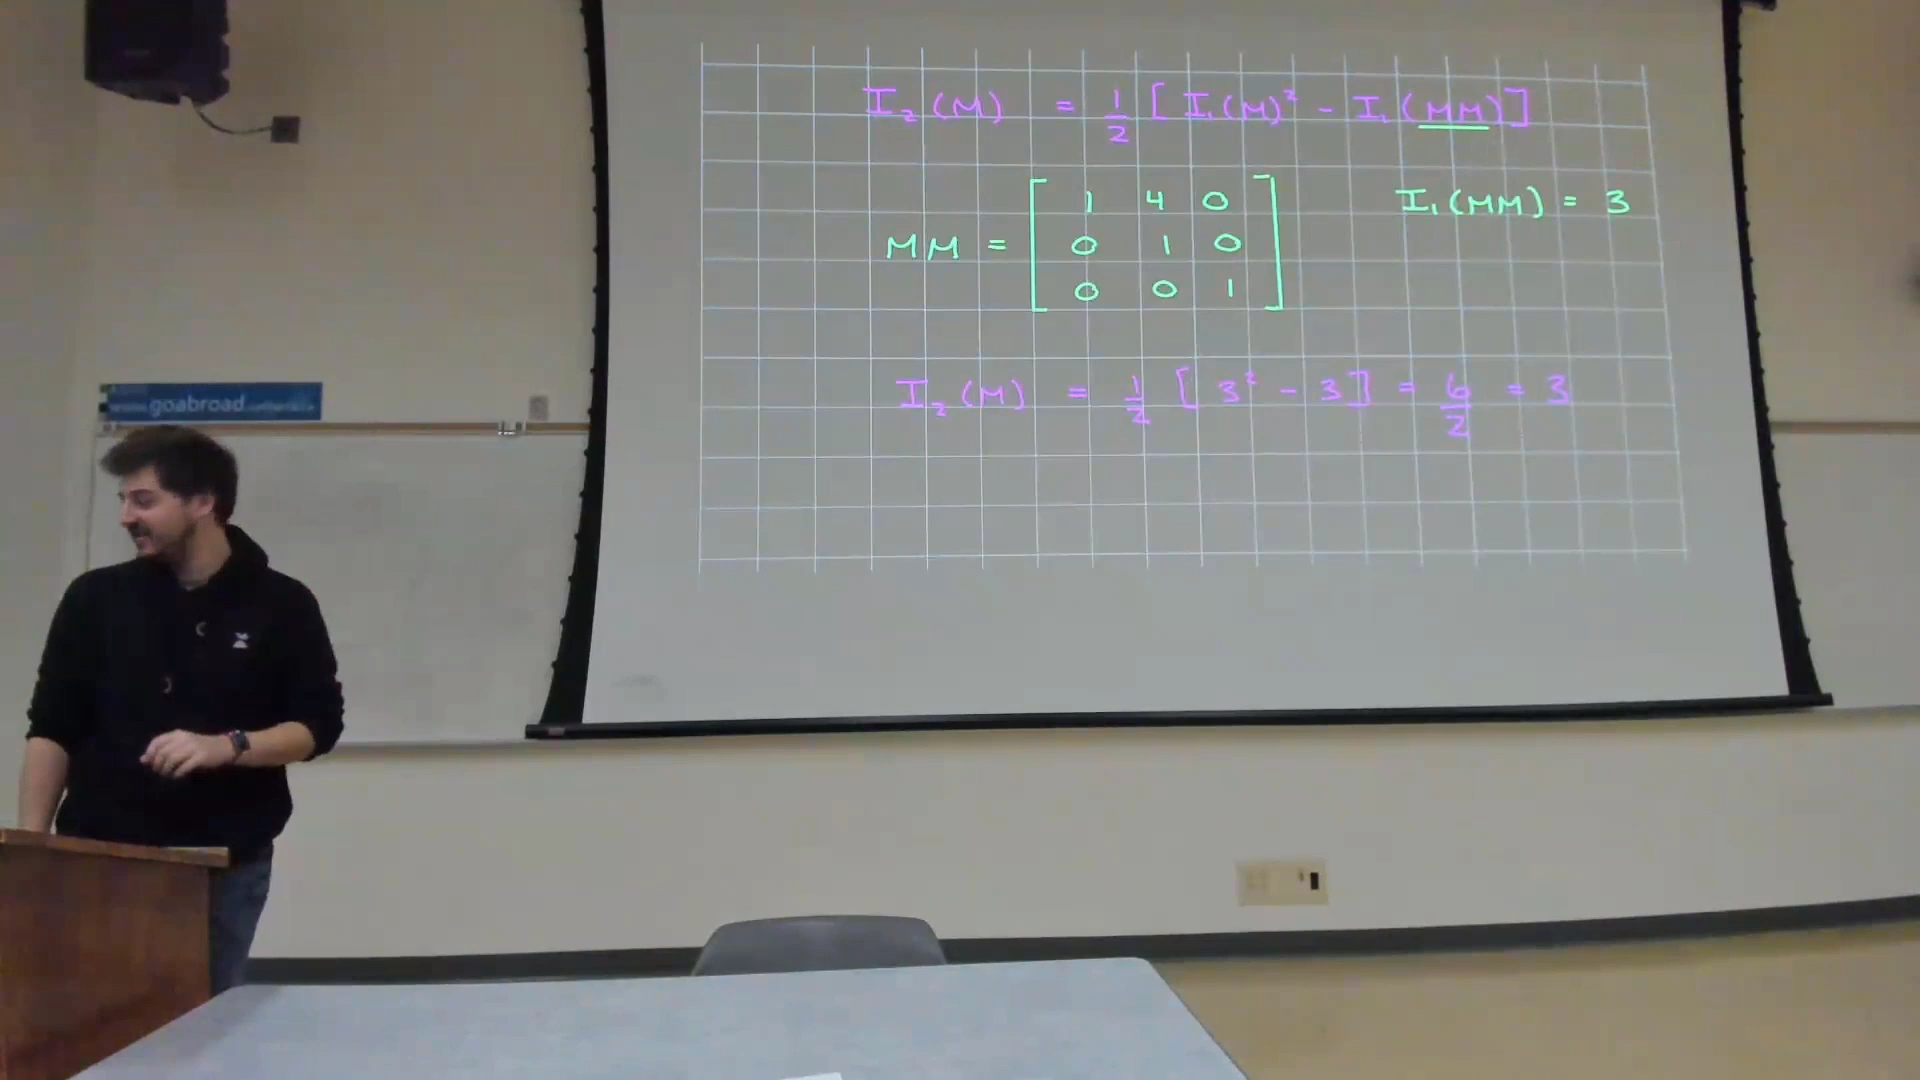 I₂(M) = 1/2 [I₁(M)² - I₁(MM)]
MM = [1 4 0
0 1 0
0 0 1]
I₁(MM) = 3
I₂(M) = 1/2 [3² - 3] = 6/2 = 3
goabroad